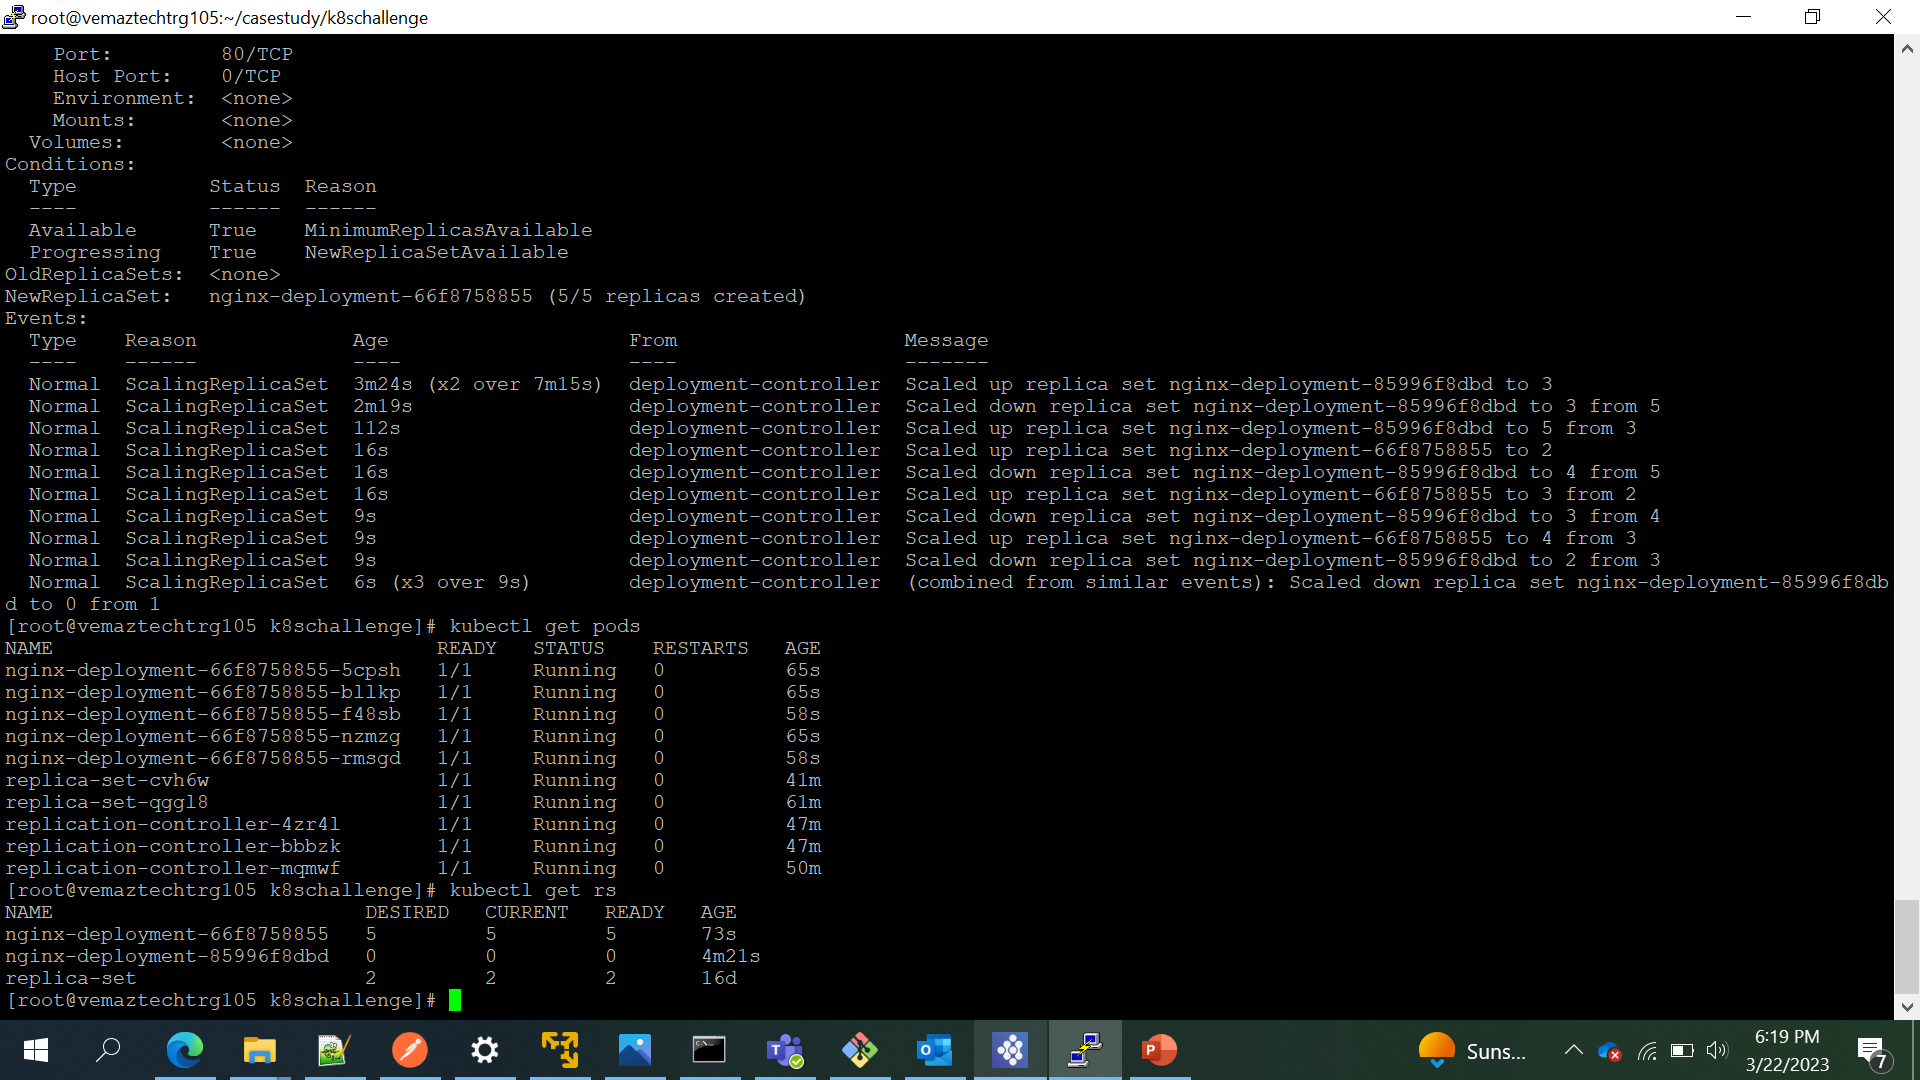 root@vemaztechtrg105:~/casestudy/k8schallenge
    Port:         80/TCP
    Host Port:    0/TCP
    Environment:  <none>
    Mounts:       <none>
  Volumes:        <none>
Conditions:
  Type           Status  Reason
  ----           ------  ------
  Available      True    MinimumReplicasAvailable
  Progressing    True    NewReplicaSetAvailable
OldReplicaSets:  <none>
NewReplicaSet:   nginx-deployment-66f8758855 (5/5 replicas created)
Events:
  Type    Reason             Age                    From                   Message
  ----    ------             ----                   ----                   -------
  Normal  ScalingReplicaSet  3m24s (x2 over 7m15s)  deployment-controller  Scaled up replica set nginx-deployment-85996f8dbd to 3
  Normal  ScalingReplicaSet  2m19s                  deployment-controller  Scaled down replica set nginx-deployment-85996f8dbd to 3 from 5
  Normal  ScalingReplicaSet  112s                   deployment-controller  Scaled up replica set nginx-deployment-85996f8dbd to 5 from 3
  Normal  ScalingReplicaSet  16s                    deployment-controller  Scaled up replica set nginx-deployment-66f8758855 to 2
  Normal  ScalingReplicaSet  16s                    deployment-controller  Scaled down replica set nginx-deployment-85996f8dbd to 4 from 5
  Normal  ScalingReplicaSet  16s                    deployment-controller  Scaled up replica set nginx-deployment-66f8758855 to 3 from 2
  Normal  ScalingReplicaSet  9s                     deployment-controller  Scaled down replica set nginx-deployment-85996f8dbd to 3 from 4
  Normal  ScalingReplicaSet  9s                     deployment-controller  Scaled up replica set nginx-deployment-66f8758855 to 4 from 3
  Normal  ScalingReplicaSet  9s                     deployment-controller  Scaled down replica set nginx-deployment-85996f8dbd to 2 from 3
  Normal  ScalingReplicaSet  6s (x3 over 9s)        deployment-controller  (combined from similar events): Scaled down replica set nginx-deployment-85996f8db
d to 0 from 1
[root@vemaztechtrg105 k8schallenge]# kubectl get pods
NAME                                READY   STATUS    RESTARTS   AGE
nginx-deployment-66f8758855-5cpsh   1/1     Running   0          65s
nginx-deployment-66f8758855-bllkp   1/1     Running   0          65s
nginx-deployment-66f8758855-f48sb   1/1     Running   0          58s
nginx-deployment-66f8758855-nzmzg   1/1     Running   0          65s
nginx-deployment-66f8758855-rmsgd   1/1     Running   0          58s
replica-set-cvh6w                   1/1     Running   0          41m
replica-set-qggl8                   1/1     Running   0          61m
replication-controller-4zr4l        1/1     Running   0          47m
replication-controller-bbbzk        1/1     Running   0          47m
replication-controller-mqmwf        1/1     Running   0          50m
[root@vemaztechtrg105 k8schallenge]# kubectl get rs
NAME                          DESIRED   CURRENT   READY   AGE
nginx-deployment-66f8758855   5         5         5       73s
nginx-deployment-85996f8dbd   0         0         0       4m21s
replica-set                   2         2         2       16d
[root@vemaztechtrg105 k8schallenge]#
Suns...
6:19 PM
3/22/2023
7